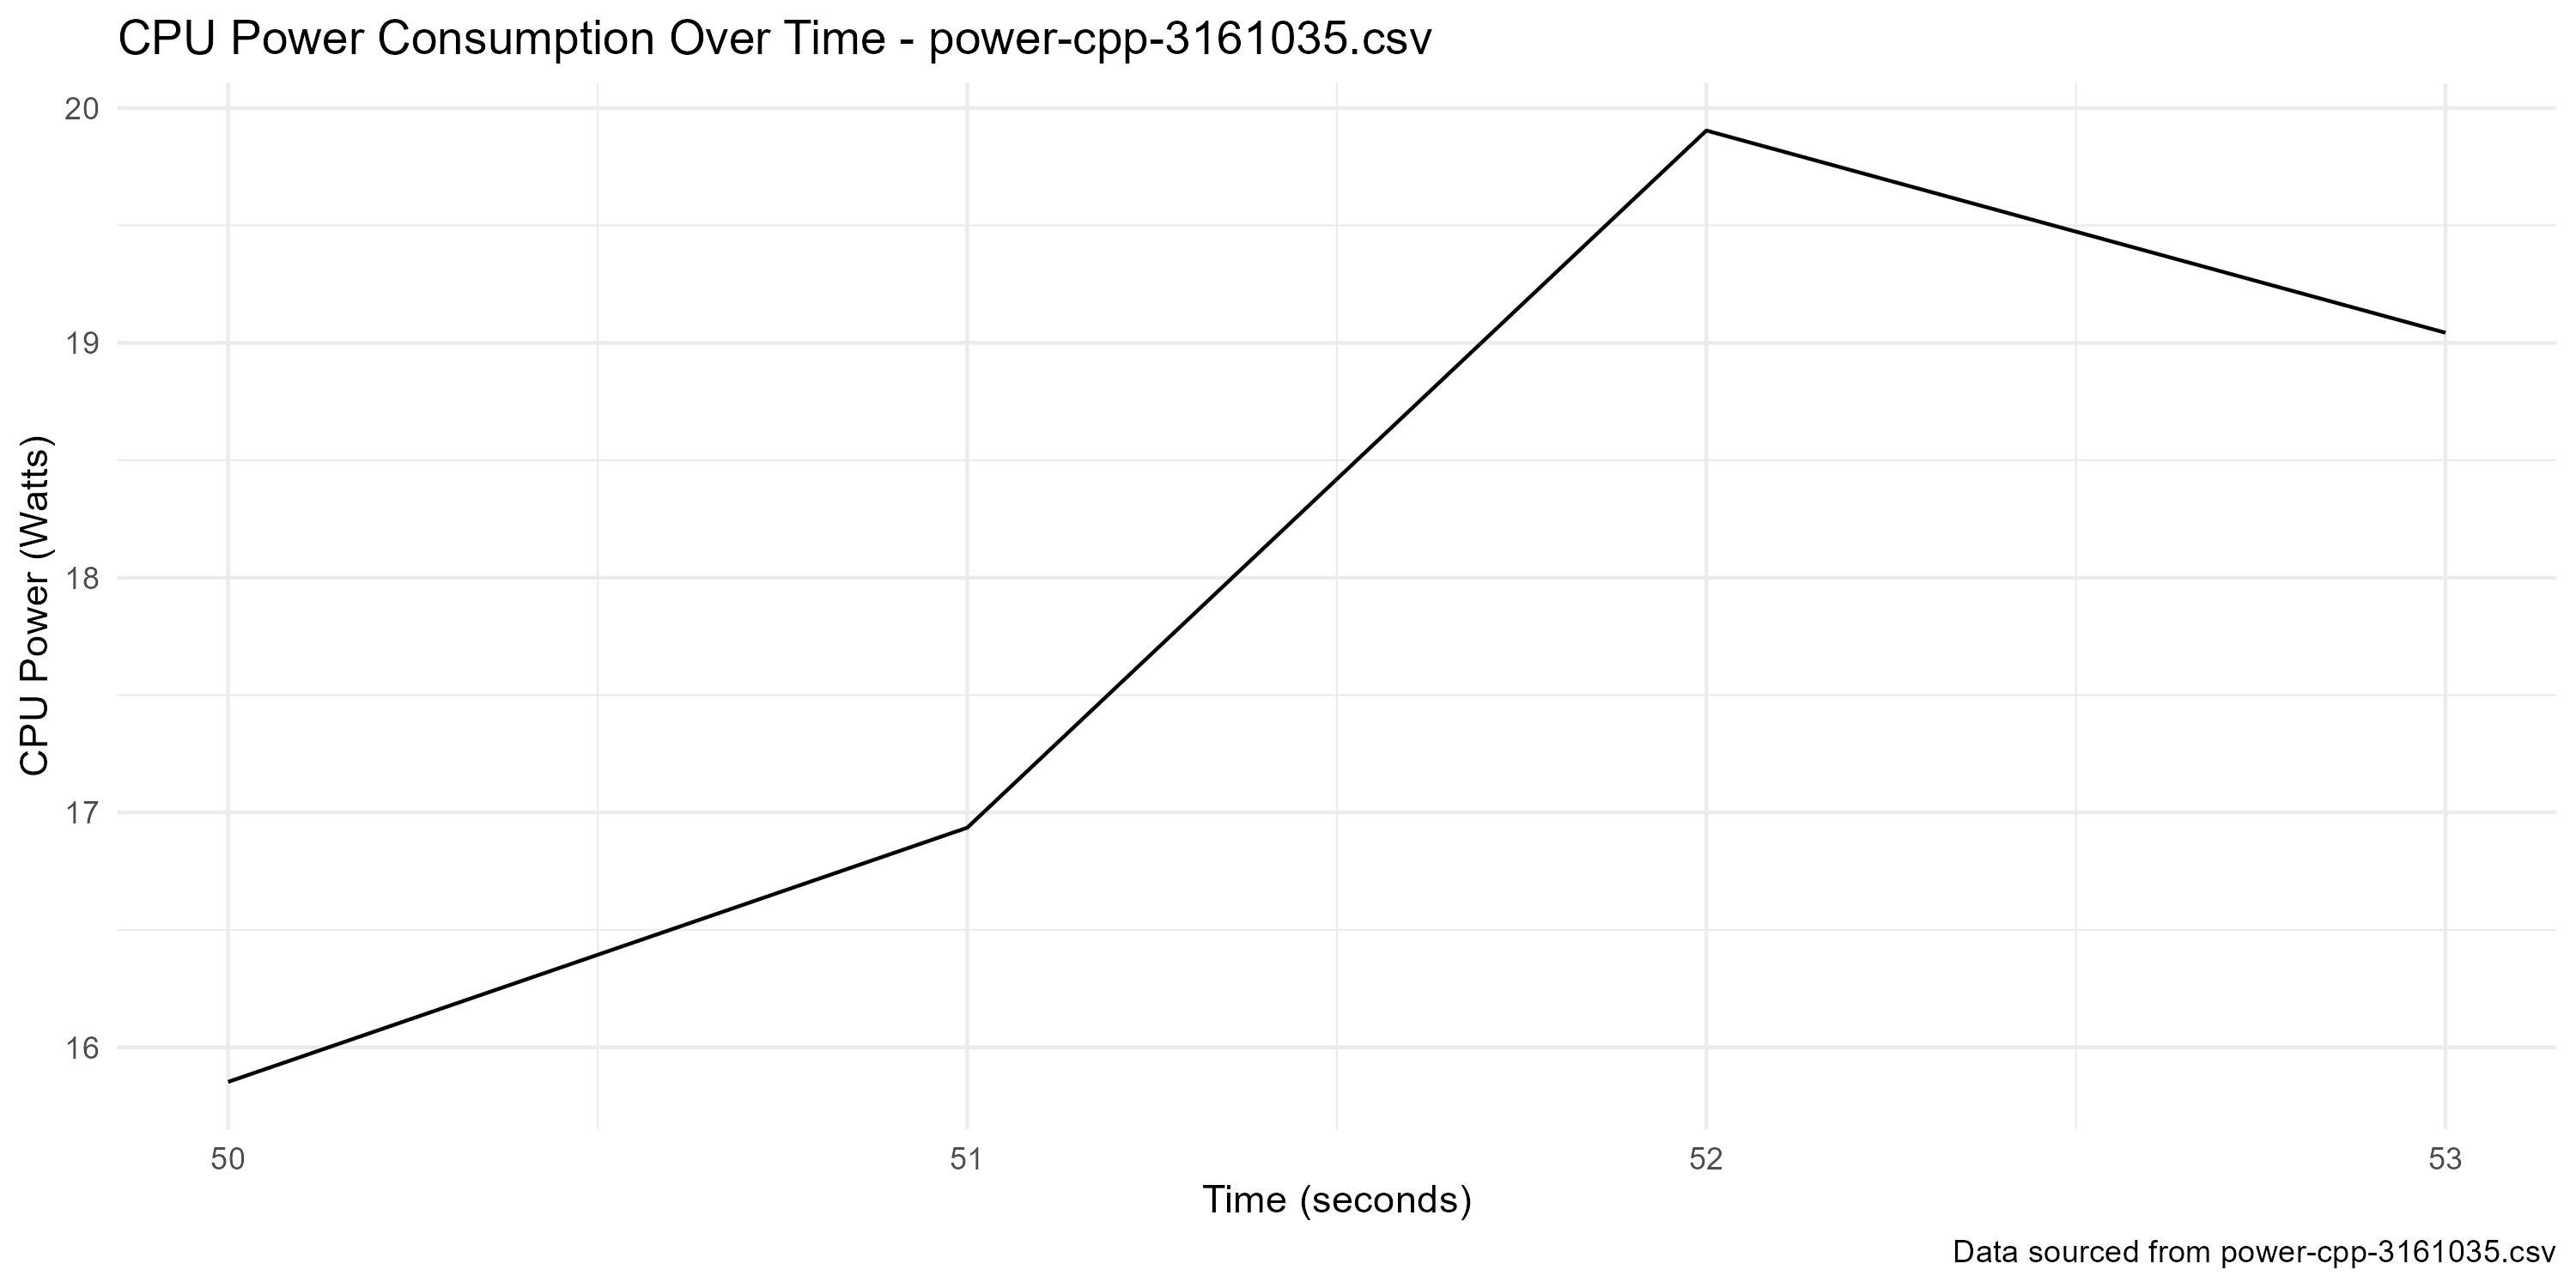 CPU Power Consumption Over Time - power-cpp-3161035.csv
20
19
18
17
16
CPU Power (Watts)
50 51 52 53
Time (seconds)
Data sourced from power-cpp-3161035.csv